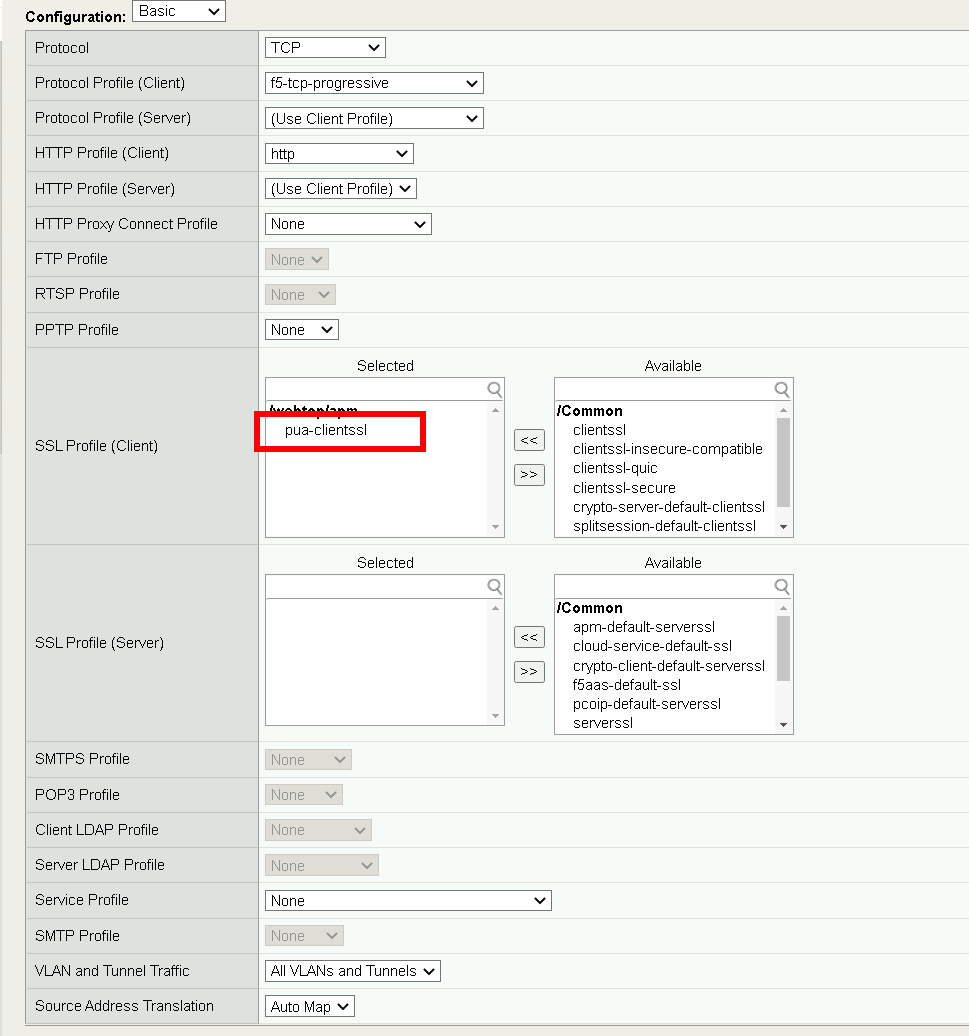 Configuration: Basic
Protocol TCP
Protocol Profile (Client) f5-tcp-progressive
Protocol Profile (Server) (Use Client Profile)
HTTP Profile (Client) http
HTTP Profile (Server) (Use Client Profile)
HTTP Proxy Connect Profile None
FTP Profile None
RTSP Profile None
PPTP Profile None
SSL Profile (Client)
Selected
/webtop/apm
pua-clientssl
<<
>>
Available
/Common
clientssl
clientssl-insecure-compatible
clientssl-quic
clientssl-secure
crypto-server-default-clientssl
splitsession-default-clientssl
SSL Profile (Server)
Selected
<<
>>
Available
/Common
apm-default-serverssl
cloud-service-default-ssl
crypto-client-default-serverssl
f5aas-default-ssl
pcoip-default-serverssl
serverssl
SMTPS Profile None
POP3 Profile None
Client LDAP Profile None
Server LDAP Profile None
Service Profile None
SMTP Profile None
VLAN and Tunnel Traffic All VLANs and Tunnels
Source Address Translation Auto Map